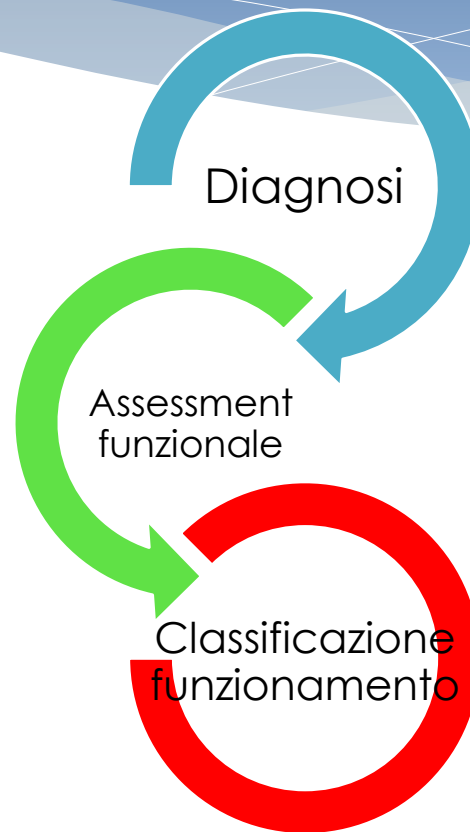 Diagnosi
Assessment
funzionale
Classificazione
funzionamento